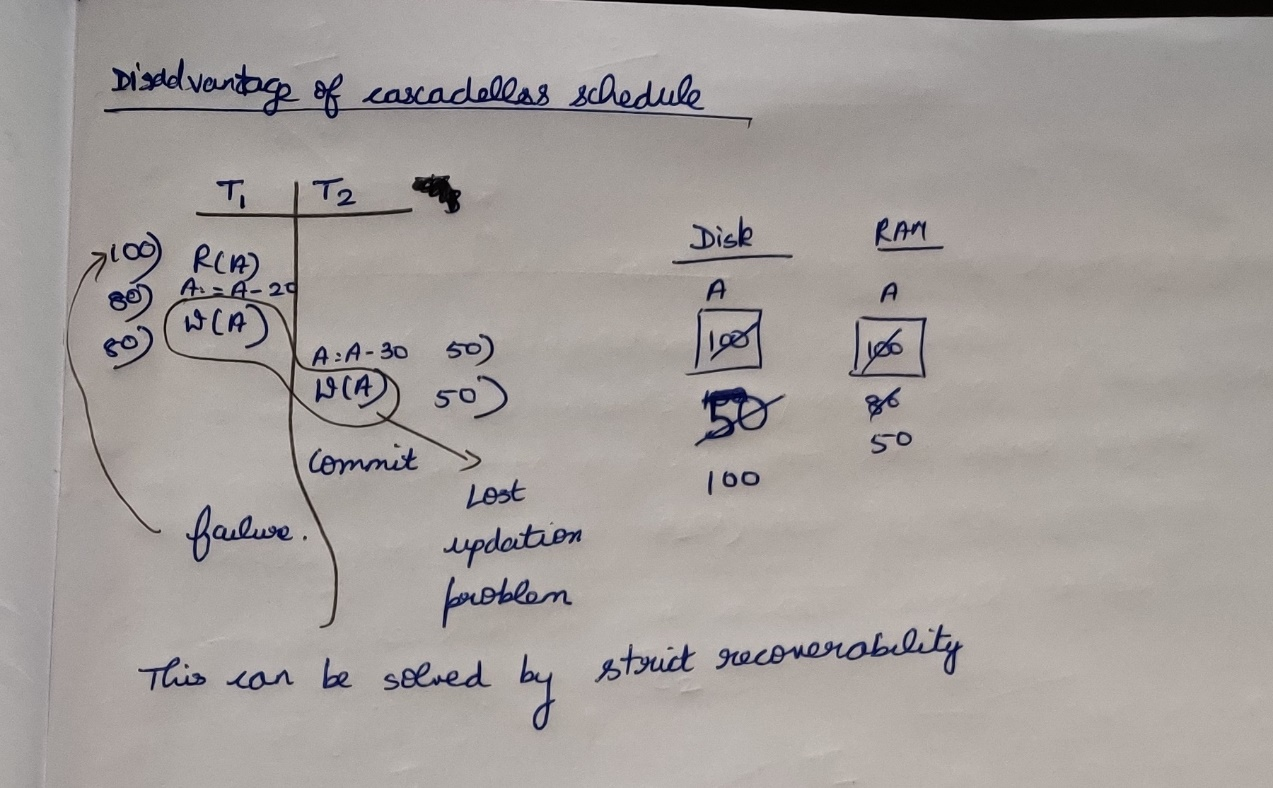 Disadvantage of cascadelless schedule
T1 T2
100) R(A)
80) A:=A-20
80) W(A)
A:A-30 50)
W(A) 50)
Commit
failure.
Lost
updation
problem
Disk RAM
A A
100 100
50 80
100 50
This can be solved by strict recoverability